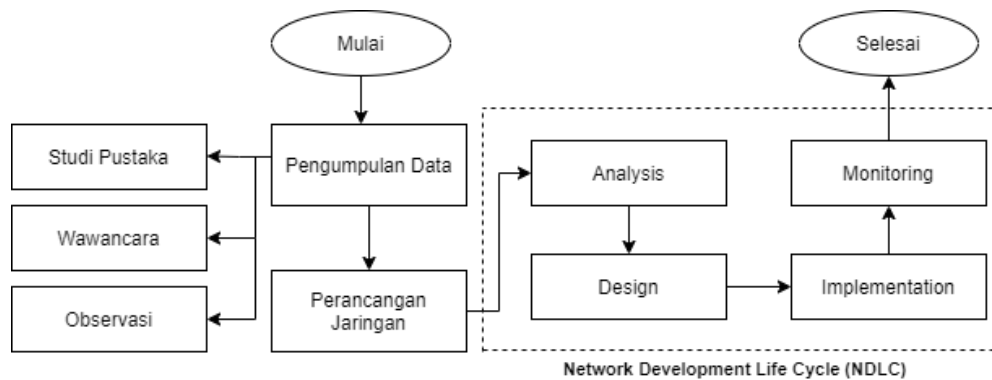 Mulai
Selesai
Studi Pustaka
Pengumpulan Data
Analysis
Monitoring
Wawancara
Observasi
Perancangan
Jaringan
Design
Implementation
Network Development Life Cycle (NDLC)